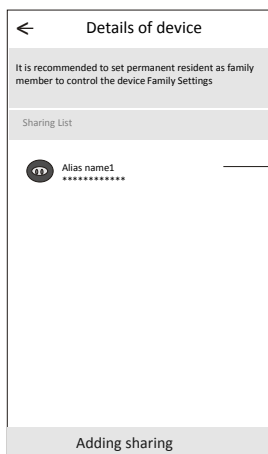 Details of device
It is recommended to set permanent resident as family
member to control the device Family Settings
Sharing List
Alias name1
************
Adding sharing